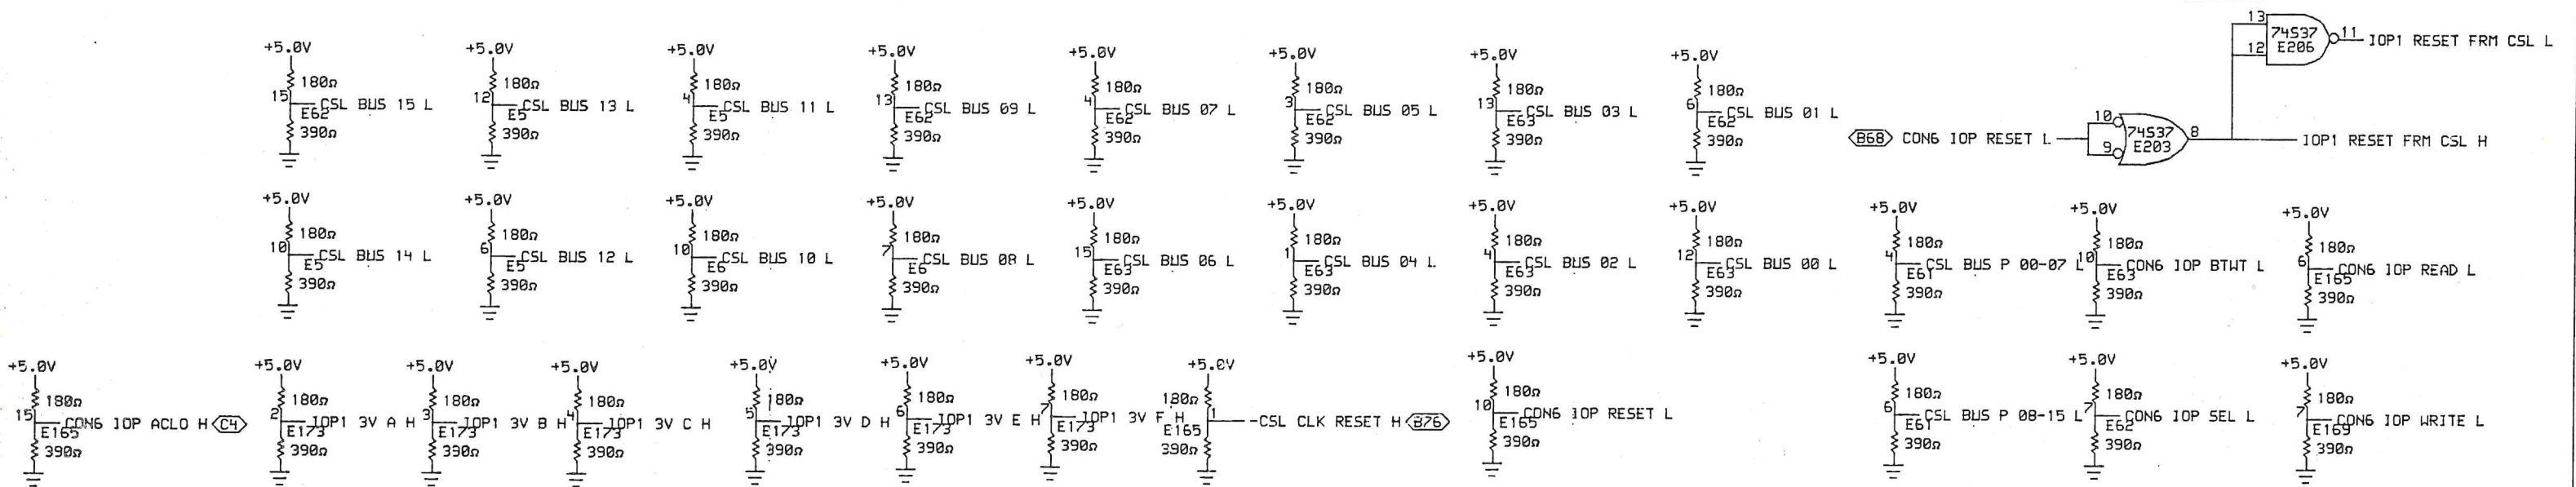 +5.0V +5.0V +5.0V +5.0V +5.0V +5.0V +5.0V +5.0V
180Ω 180Ω 180Ω 180Ω 180Ω 180Ω 180Ω 180Ω
15 CSL BUS 15 L 12 CSL BUS 13 L 4 CSL BUS 11 L 13 CSL BUS 09 L 4 CSL BUS 07 L 3 CSL BUS 05 L 13 CSL BUS 03 L 6 CSL BUS 01 L
E62 E5 E5 E62 E62 E62 E63 E62
390Ω 390Ω 390Ω 390Ω 390Ω 390Ω 390Ω 390Ω
13
12
74S37
E206
11 IOP1 RESET FRM CSL L
B68 CON6 IOP RESET L
10
9
74S37
E203
8
IOP1 RESET FRM CSL H
+5.0V +5.0V +5.0V +5.0V +5.0V +5.0V +5.0V +5.0V +5.0V +5.0V +5.0V
180Ω 180Ω 180Ω 180Ω 180Ω 180Ω 180Ω 180Ω 180Ω 180Ω 180Ω
10 CSL BUS 14 L 6 CSL BUS 12 L 10 CSL BUS 10 L 7 CSL BUS 08 L 15 CSL BUS 06 L 1 CSL BUS 04 L 4 CSL BUS 02 L 12 CSL BUS 00 L 4 CSL BUS P 00-07 L 10 CON6 IOP BTWT L 6 CON6 IOP READ L
E5 E5 E6 E6 E63 E63 E63 E63 E61 E63 E165
390Ω 390Ω 390Ω 390Ω 390Ω 390Ω 390Ω 390Ω 390Ω 390Ω 390Ω
+5.0V +5.0V +5.0V +5.0V +5.0V +5.0V +5.0V +5.0V +5.0V +5.0V +5.0V +5.0V
180Ω 180Ω 180Ω 180Ω 180Ω 180Ω 180Ω 180Ω 180Ω 180Ω 180Ω 180Ω
15 CON6 IOP ACLO H C4 2 IOP1 3V A H 3 IOP1 3V B H 4 IOP1 3V C H 5 IOP1 3V D H 6 IOP1 3V E H 7 IOP1 3V F H 1 CSL CLK RESET H B76 10 CON6 IOP RESET L 6 CSL BUS P 08-15 L 7 CON6 IOP SEL L 7 CON6 IOP WRITE L
E165 E173 E173 E173 E173 E173 E173 E165 E165 E61 E62 E169
390Ω 390Ω 390Ω 390Ω 390Ω 390Ω 390Ω 390Ω 390Ω 390Ω 390Ω 390Ω